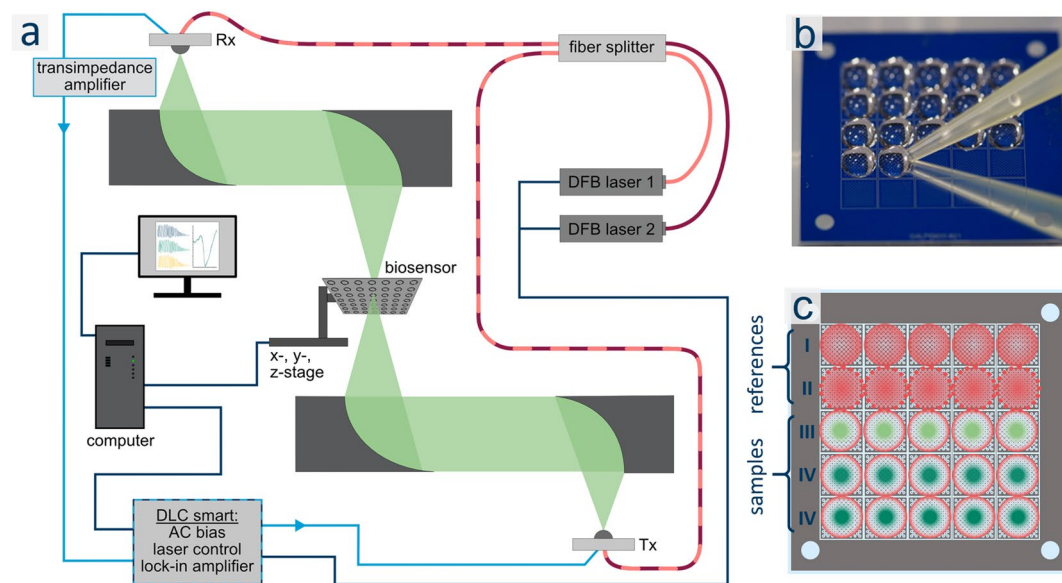 a
Rx
transimpedance
amplifier
fiber splitter
DFB laser 1
DFB laser 2
biosensor
x-, y-,
z-stage
computer
DLC smart:
AC bias
laser control
lock-in amplifier
Tx
b
c
references
I
II
samples
III
IV
IV